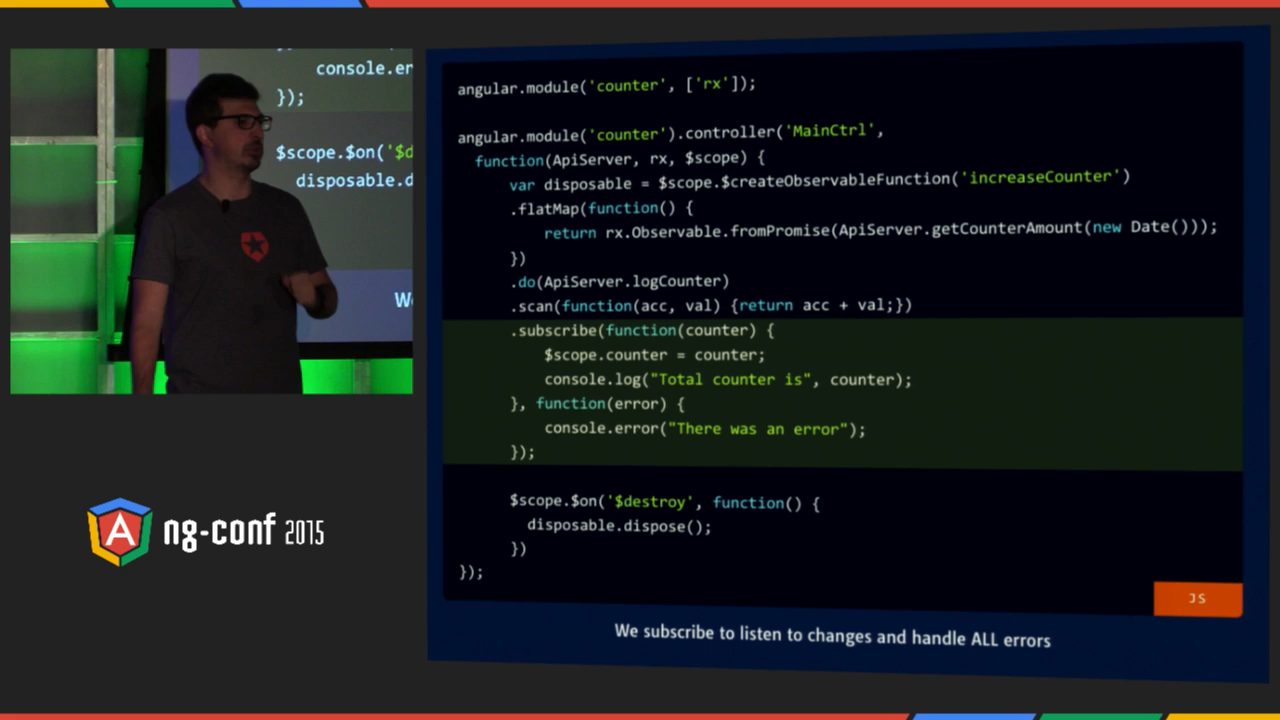 console.er
});
$scope.$on('$d
disposable.d
W
ng-conf 2015
angular.module('counter', ['rx']);
angular.module('counter').controller('MainCtrl',
function(ApiServer, rx, $scope) {
var disposable = $scope.$createObservableFunction('increaseCounter')
.flatMap(function() {
return rx.Observable.fromPromise(ApiServer.getCounterAmount(new Date()));
})
.do(ApiServer.logCounter)
.scan(function(acc, val) {return acc + val;})
.subscribe(function(counter) {
$scope.counter = counter;
console.log("Total counter is", counter);
}, function(error) {
console.error("There was an error");
});
$scope.$on('$destroy', function() {
disposable.dispose();
})
});
JS
We subscribe to listen to changes and handle ALL errors